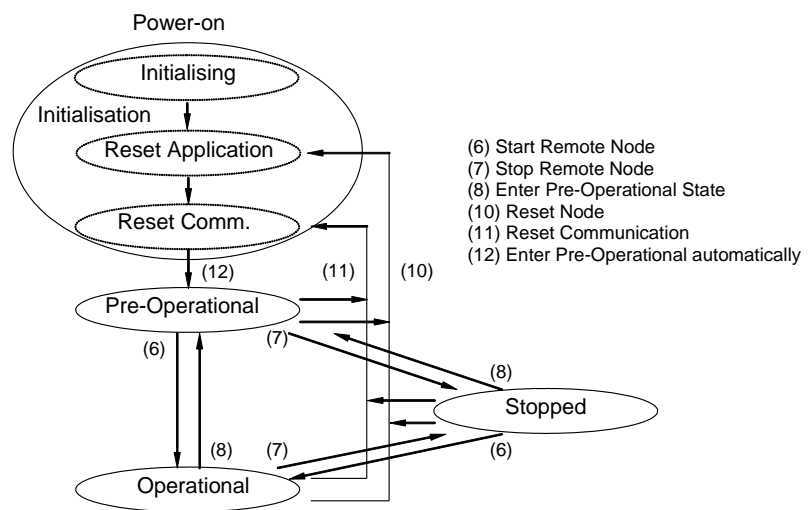 Power-on
Initialising
Initialisation
Reset Application
Reset Comm.
(12)
(11)
(10)
Pre-Operational
(6)
(7)
(8)
Stopped
(8)
(7)
(6)
Operational
(6) Start Remote Node
(7) Stop Remote Node
(8) Enter Pre-Operational State
(10) Reset Node
(11) Reset Communication
(12) Enter Pre-Operational automatically